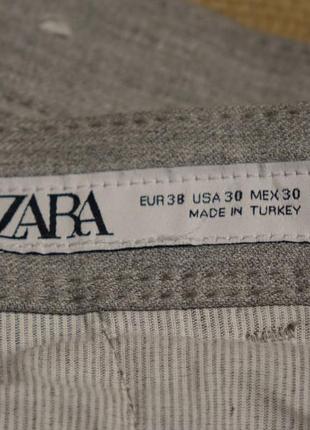 ZARA
EUR 38 USA 30 MEX 30
MADE IN TURKEY